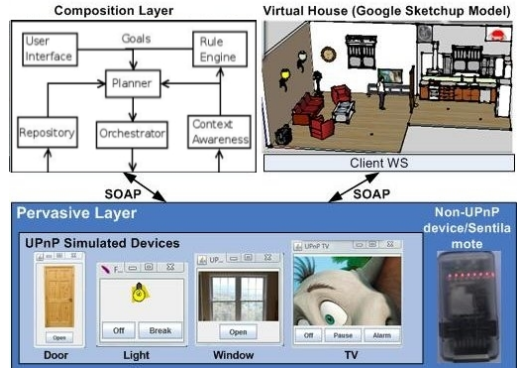 Composition Layer
Virtual House (Google Sketchup Model)
User
Interface
Goals
Rule
Engine
Planner
Repository
Orchestrator
Context
Awareness
Client WS
SOAP
SOAP
Pervasive Layer
Non-UPnP
device/Sentila
mote
UPnP Simulated Devices
F...
UP...
UPnP TV
Open
Off
Break
Open
Off
Pause
Alarm
Door
Light
Window
TV